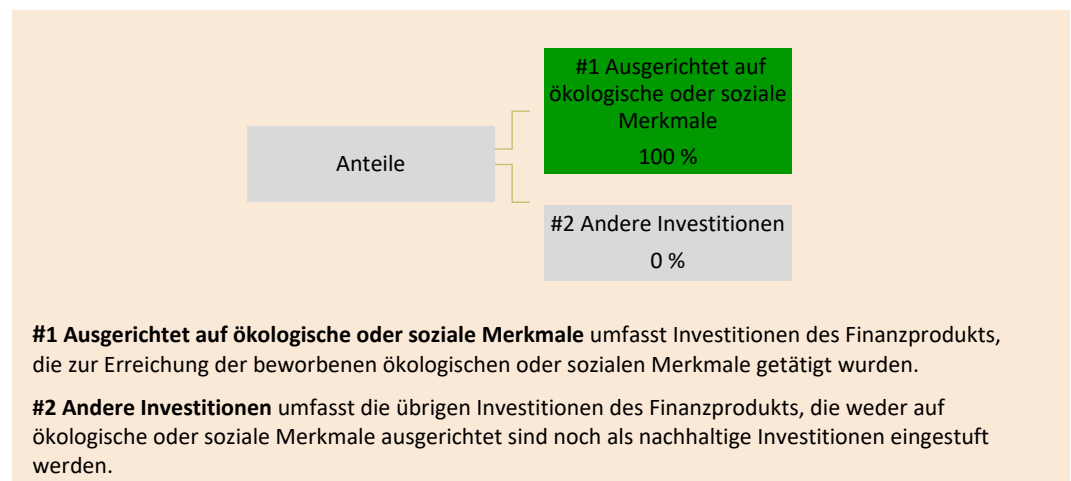 #1 Ausgerichtet auf
ökologische oder soziale
Merkmale
100 %
Anteile
#2 Andere Investitionen
0 %
#1 Ausgerichtet auf ökologische oder soziale Merkmale umfasst Investitionen des Finanzprodukts,
die zur Erreichung der beworbenen ökologischen oder sozialen Merkmale getätigt wurden.
#2 Andere Investitionen umfasst die übrigen Investitionen des Finanzprodukts, die weder auf
ökologische oder soziale Merkmale ausgerichtet sind noch als nachhaltige Investitionen eingestuft
werden.